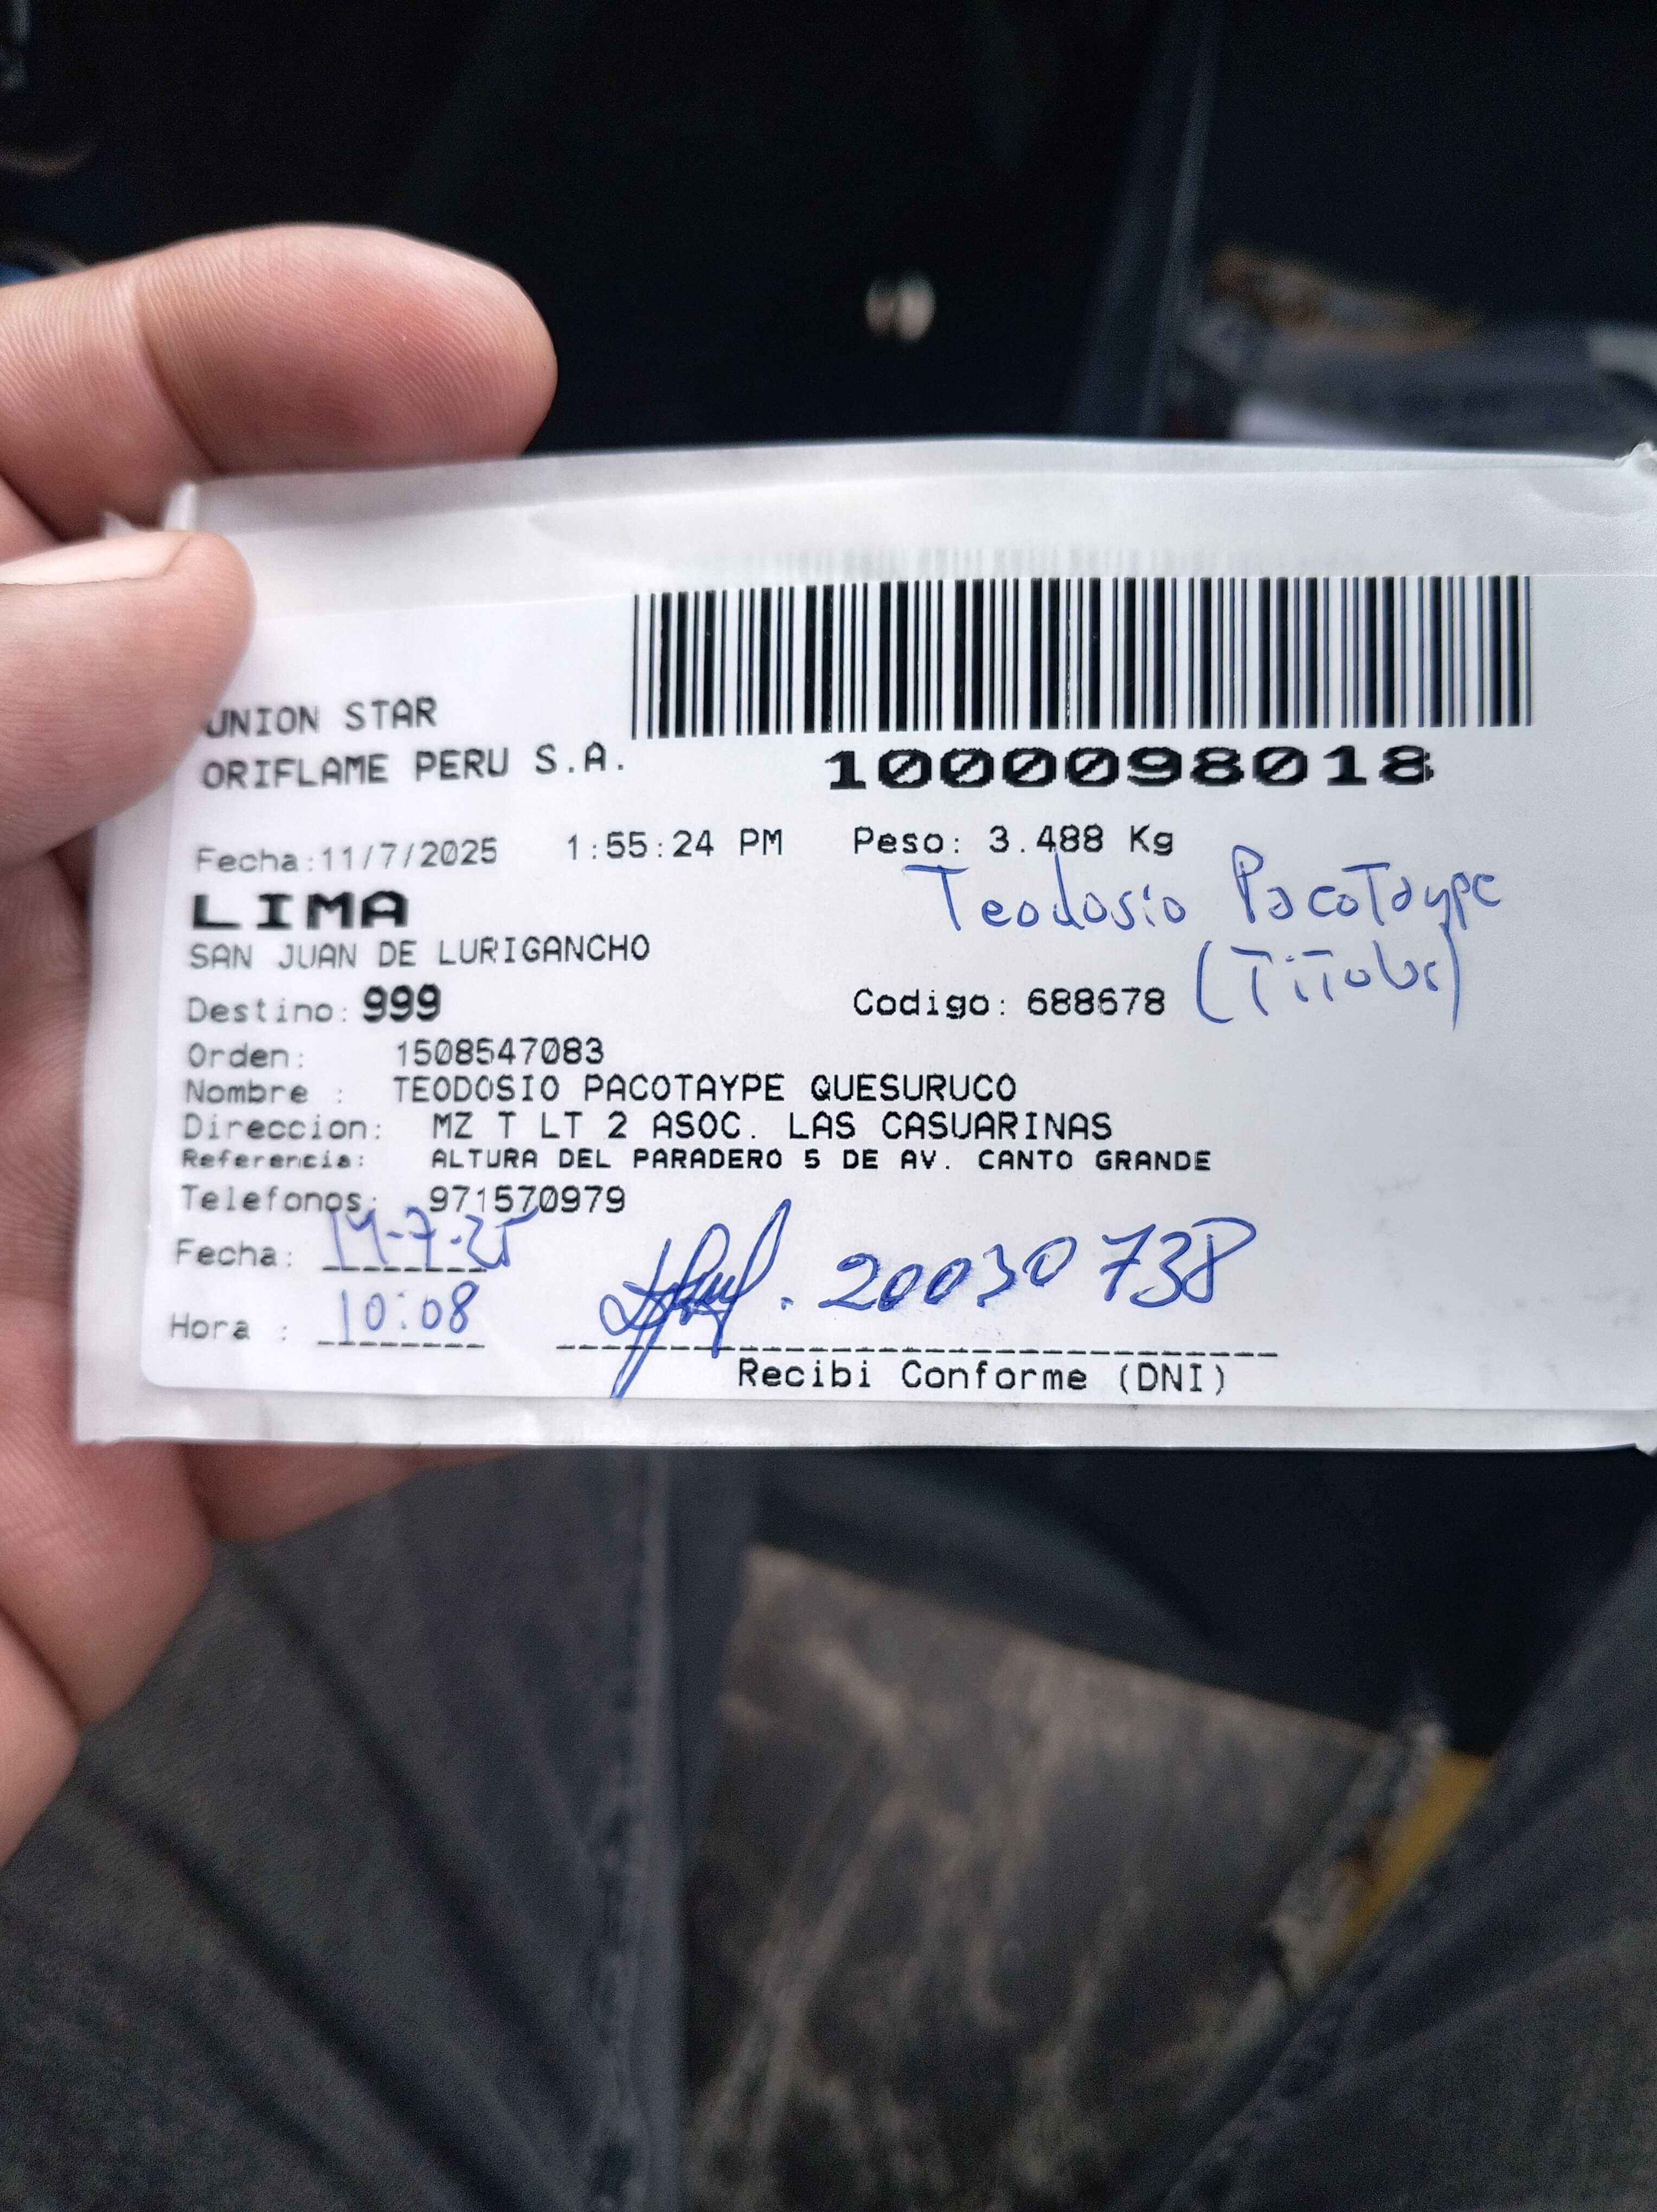 UNION STAR
ORIFLAME PERU S.A.
1000098018
Fecha:11/7/2025 1:55:24 PM Peso: 3.488 Kg
Teodosio Pacotaype
LIMA
(Titular)
SAN JUAN DE LURIGANCHO
Destino: 999 Codigo: 688678
Orden: 1508547083
Nombre : TEODOSIO PACOTAYPE QUESURUCO
Direccion: MZ T LT 2 ASOC. LAS CASUARINAS
Referencia: ALTURA DEL PARADERO 5 DE AV. CANTO GRANDE
Telefonos: 971570979
Fecha: 14-7-25
20030738
Hora : 10:08
Recibi Conforme (DNI)